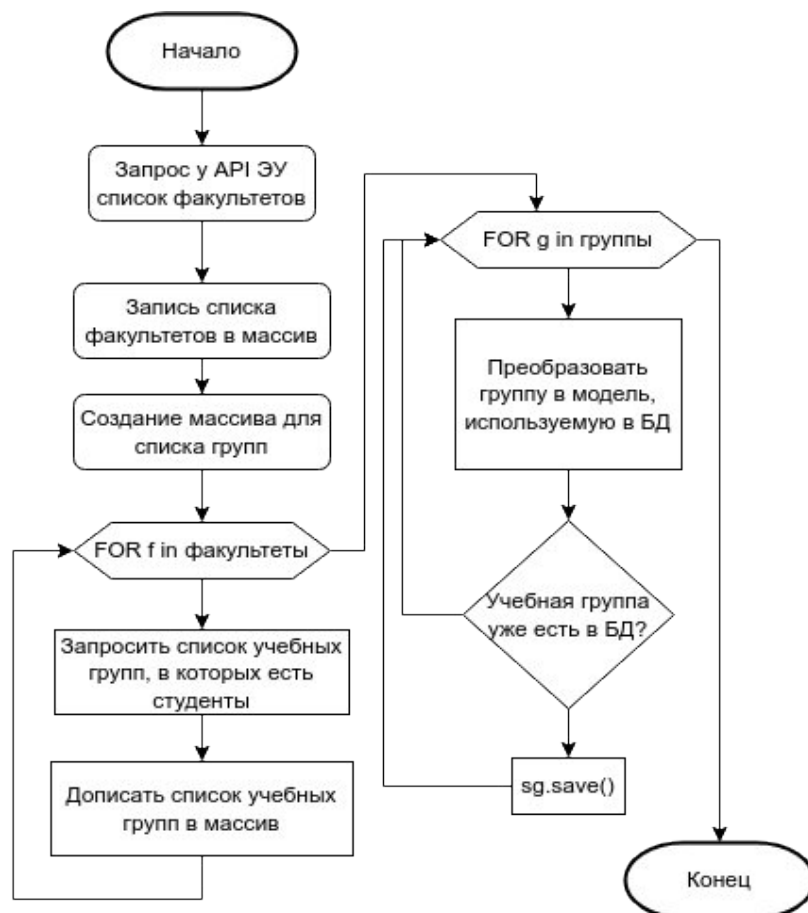 Начало
Запрос у API ЭУ
список факультетов
Запись списка
факультетов в массив
Создание массива для
списка групп
FOR f in факультеты
Запросить список учебных
групп, в которых есть
студенты
Дописать список учебных
групп в массив
FOR g in группы
Преобразовать
группу в модель,
используемую в БД
Учебная группа
уже есть в БД?
sg.save()
Конец